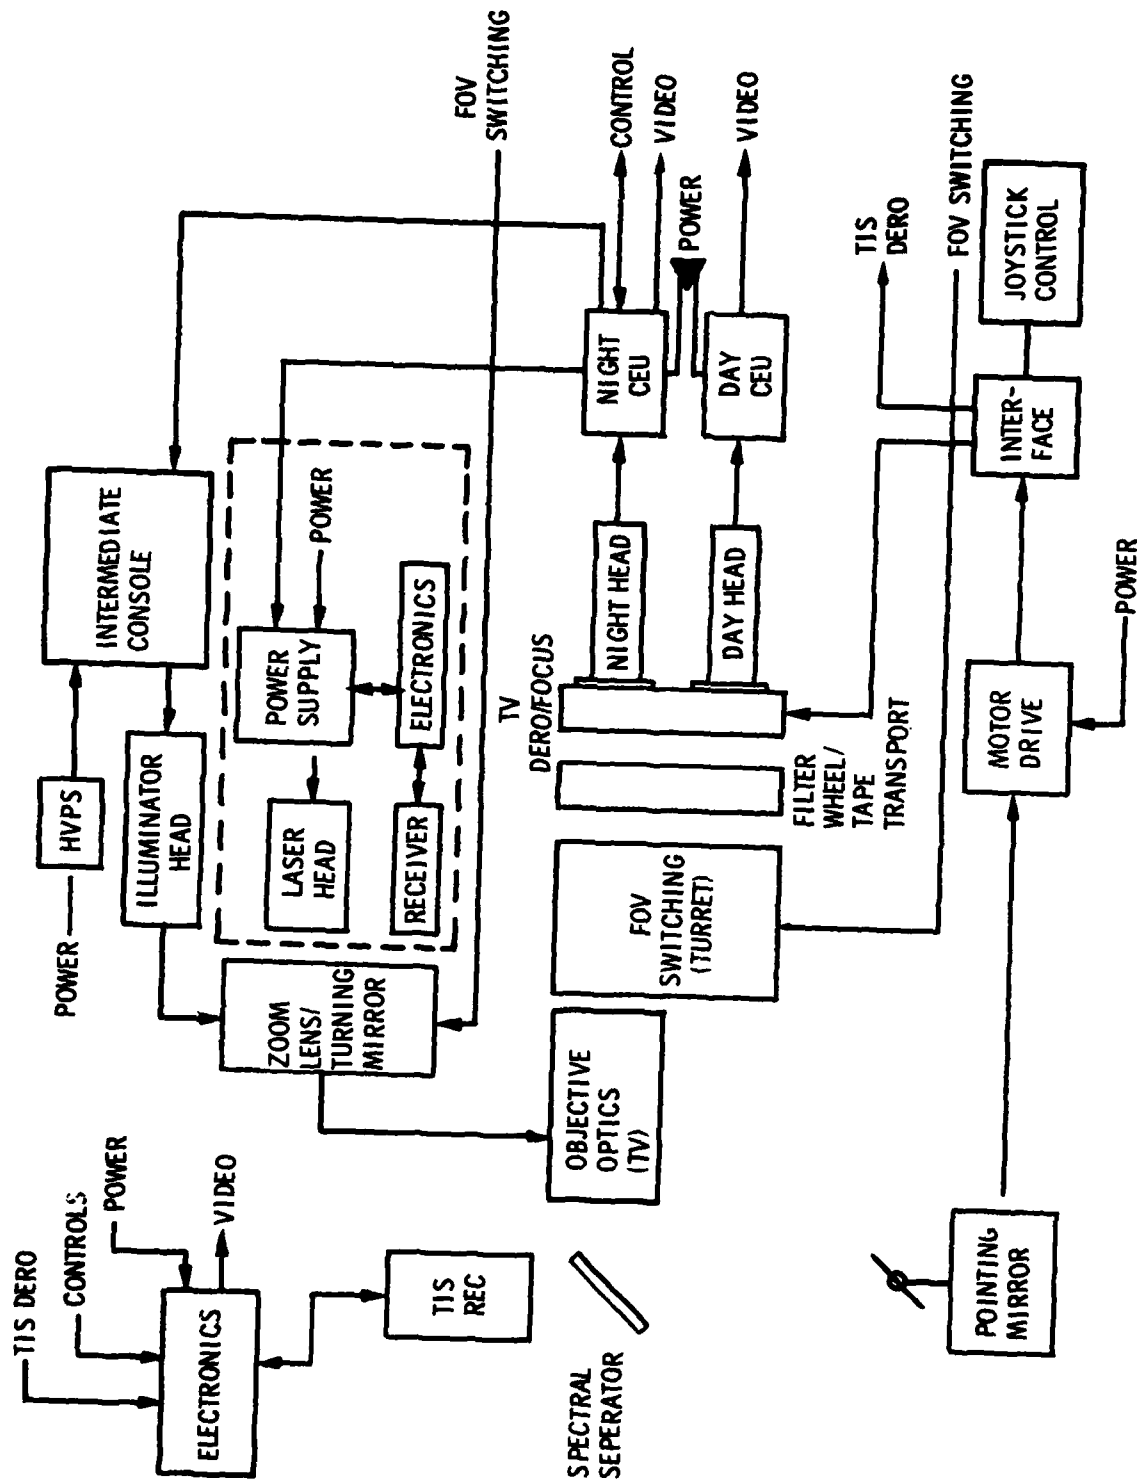 TIS DERO
CONTROLS
POWER
VIDEO
ELECTRONICS
TIS
REC
SPECTRAL
SEPERATOR
POWER
HVPS
INTERMEDIATE
CONSOLE
ILLUMINATOR
HEAD
ZOOM
LENS/
TURNING
MIRROR
LASER
HEAD
POWER
SUPPLY
POWER
RECEIVER
ELECTRONICS
FOV
SWITCHING
OBJECTIVE
OPTICS
(TV)
FOV
SWITCHING
(TURRET)
TV
DERO/FOCUS
FILTER
WHEEL/
TAPE
TRANSPORT
NIGHT HEAD
DAY HEAD
NIGHT
CEU
DAY
CEU
CONTROL
VIDEO
POWER
VIDEO
TIS
DERO
FOV SWITCHING
POINTING
MIRROR
MOTOR
DRIVE
POWER
INTER-
FACE
JOYSTICK
CONTROL